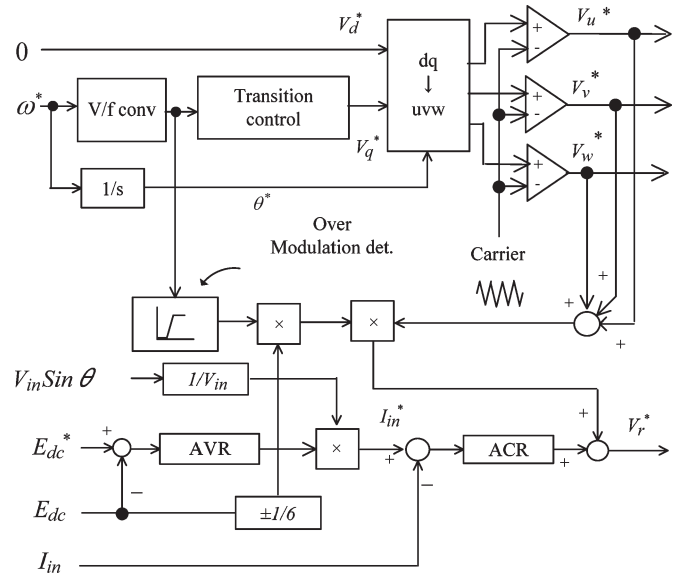 V_d^*
V_u^*
0
+
-
dq
↓
uvw
V_v^*
ω^*
V/f conv
Transition
control
+
-
V_q^*
V_w^*
+
-
1/s
θ^*
Over
Modulation det.
Carrier
+
+
×
×
+
V_in Sin θ
1/V_in
I_in^*
+
V_r^*
E_dc^*
+
AVR
×
+
ACR
+
−
−
E_dc
±1/6
I_in